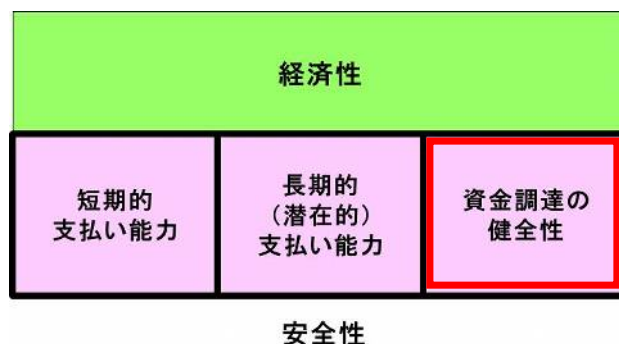 経済性
短期的
支払い能力
長期的
（潜在的）
支払い能力
資金調達の
健全性
安全性